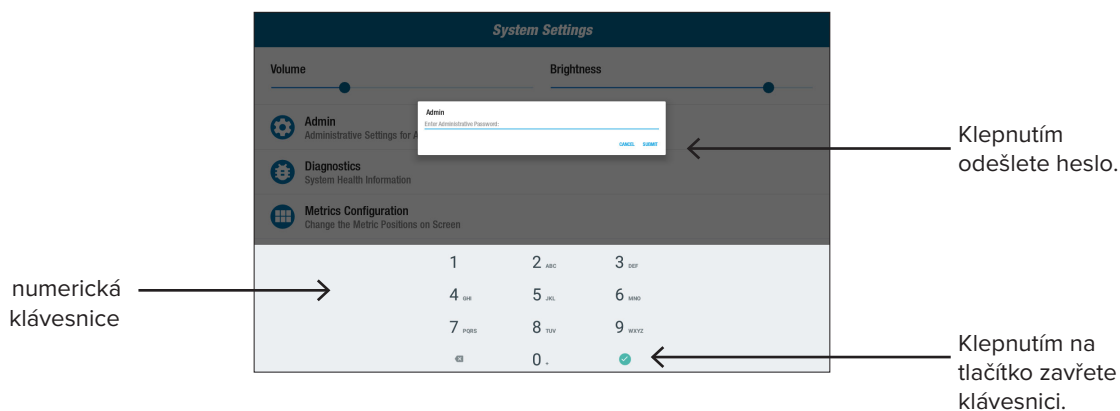 System Settings
Volume
Brightness
Admin
Enter Administrative Password:
CANCEL SUBMIT
Admin
Administrative Settings for A
Diagnostics
System Health Information
Metrics Configuration
Change the Metric Positions on Screen
Klepnutím
odešlete heslo.
numerická
klávesnice
1 2 ABC 3 DEF
4 GHI 5 JKL 6 MNO
7 PQRS 8 TUV 9 WXYZ
0
Klepnutím na
tlačítko zavřete
klávesnici.